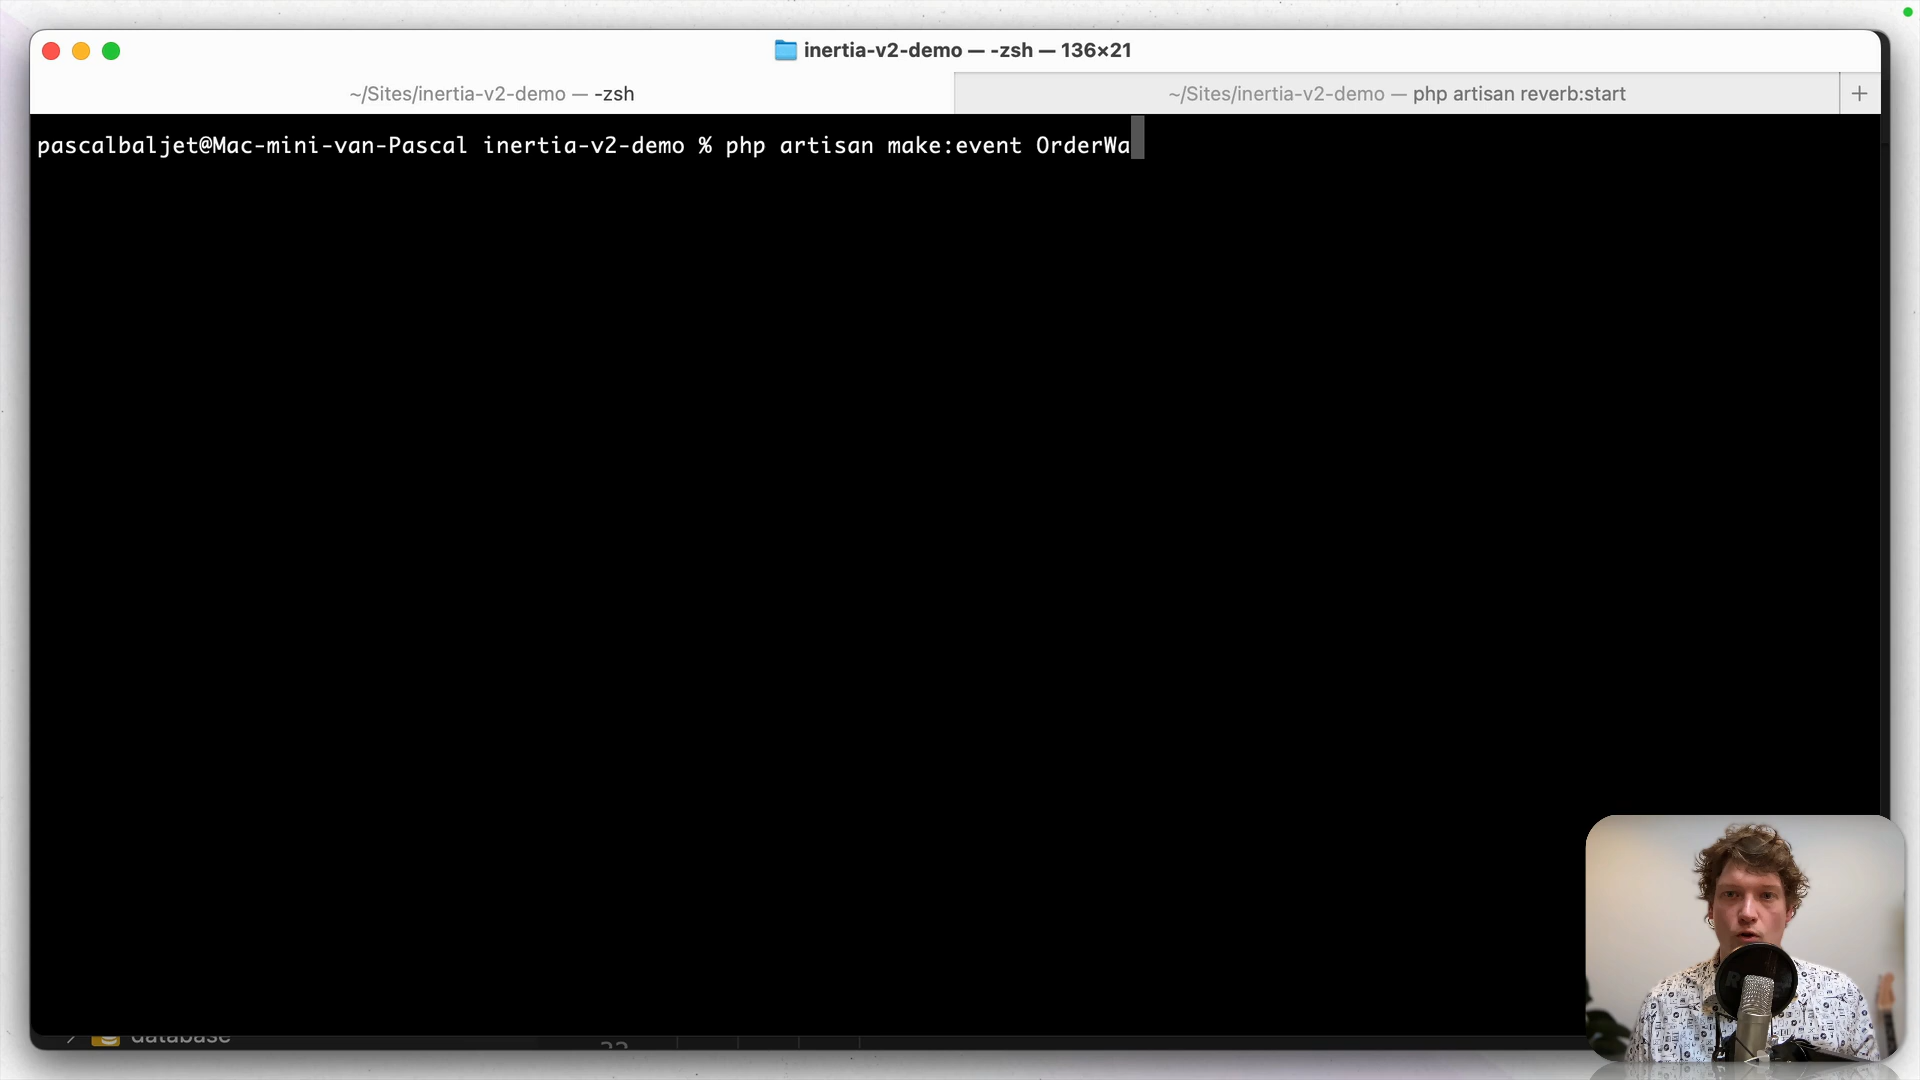 inertia-v2-demo — -zsh — 136×21
~/Sites/inertia-v2-demo — -zsh
~/Sites/inertia-v2-demo — php artisan reverb:start
+
pascalbaljet@Mac-mini-van-Pascal inertia-v2-demo % php artisan make:event OrderWa
database